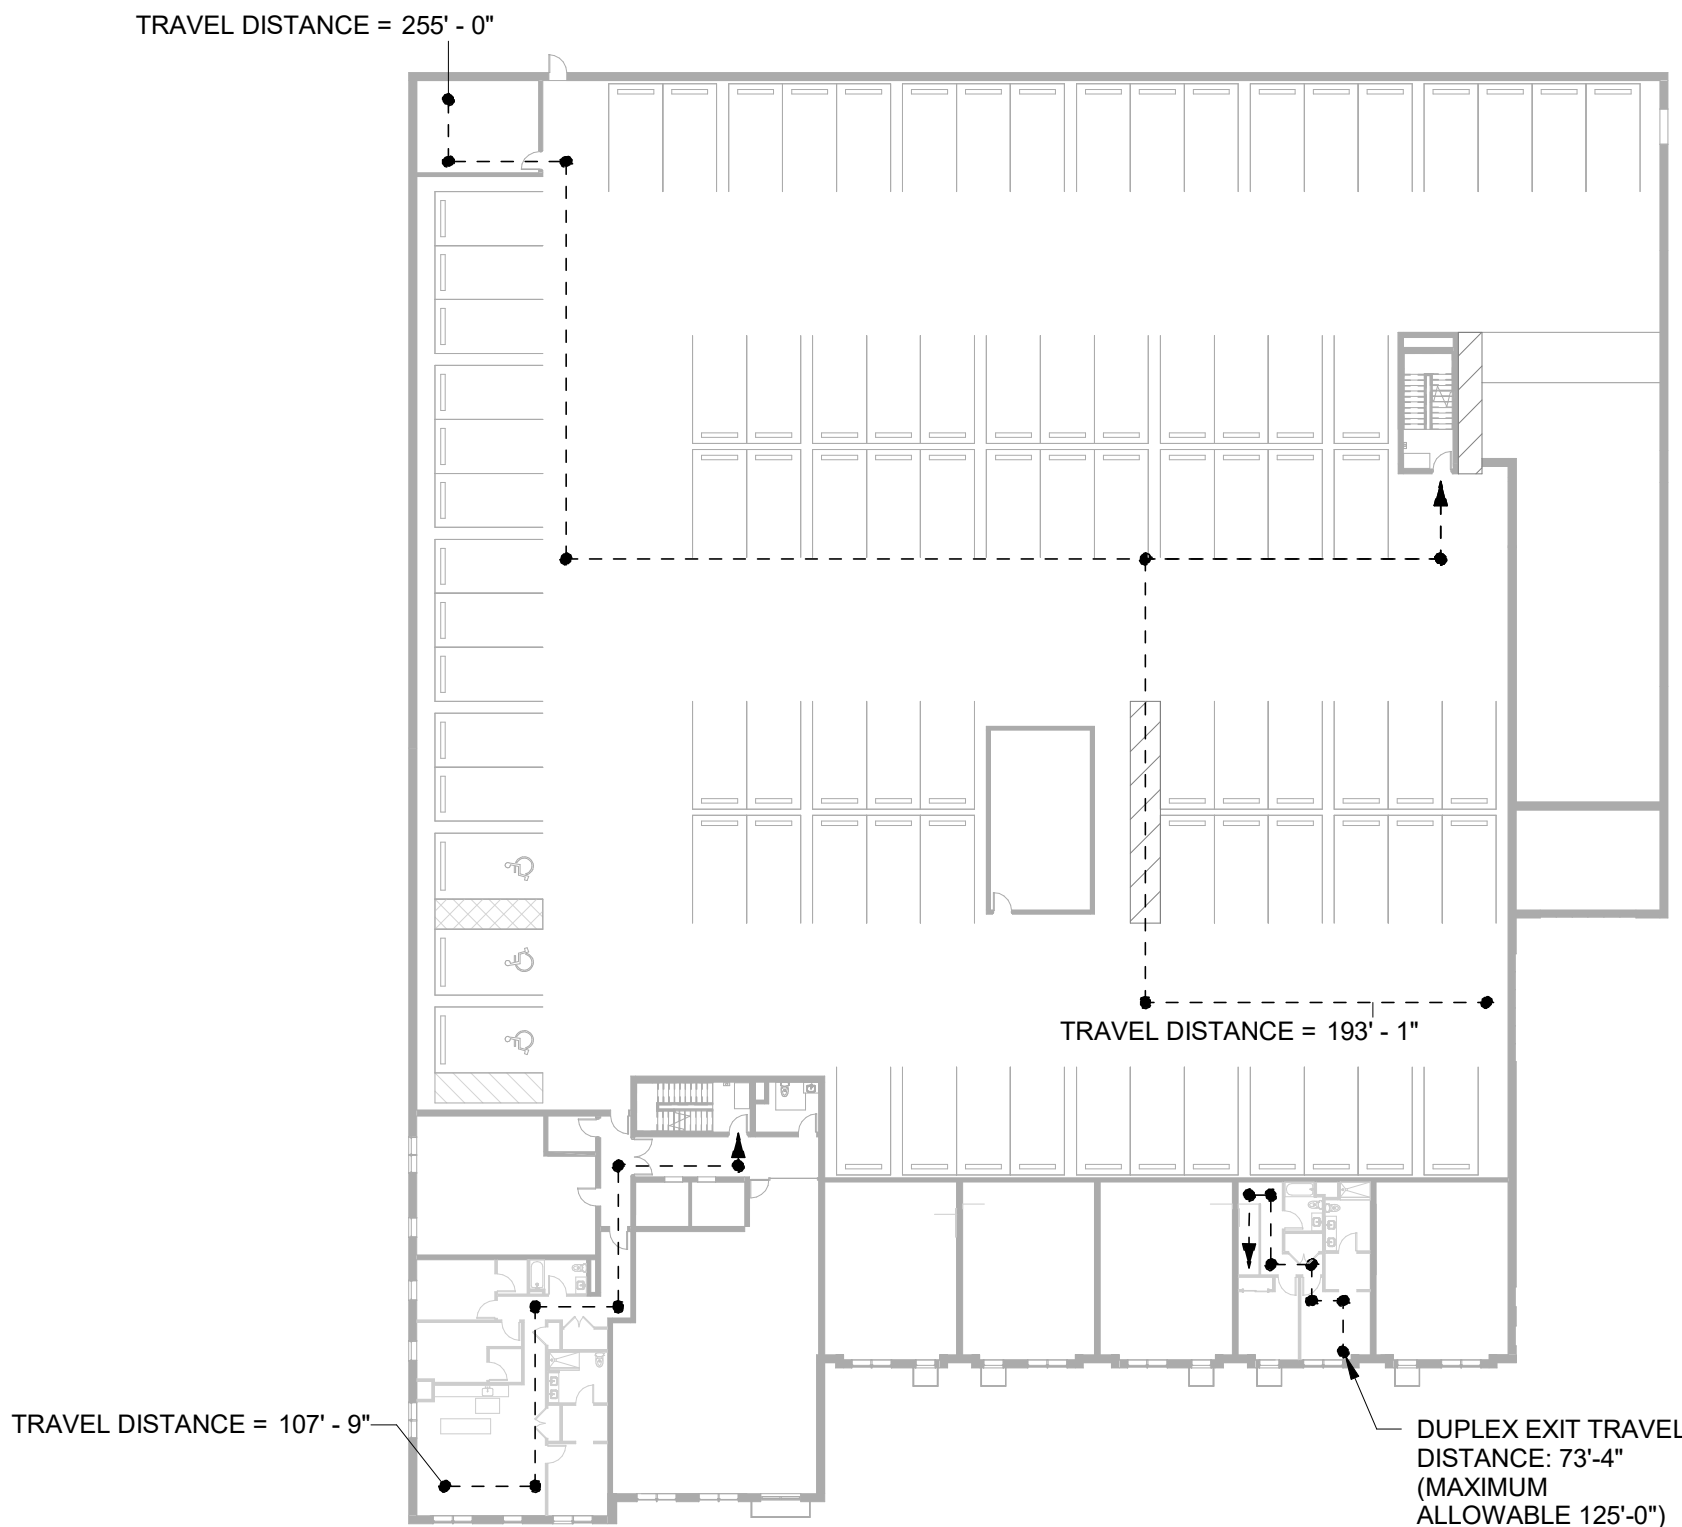 TRAVEL DISTANCE = 255' - 0"
TRAVEL DISTANCE = 193' - 1"
TRAVEL DISTANCE = 107' - 9"
DUPLEX EXIT TRAVEL
DISTANCE: 73'-4"
(MAXIMUM
ALLOWABLE 125'-0")